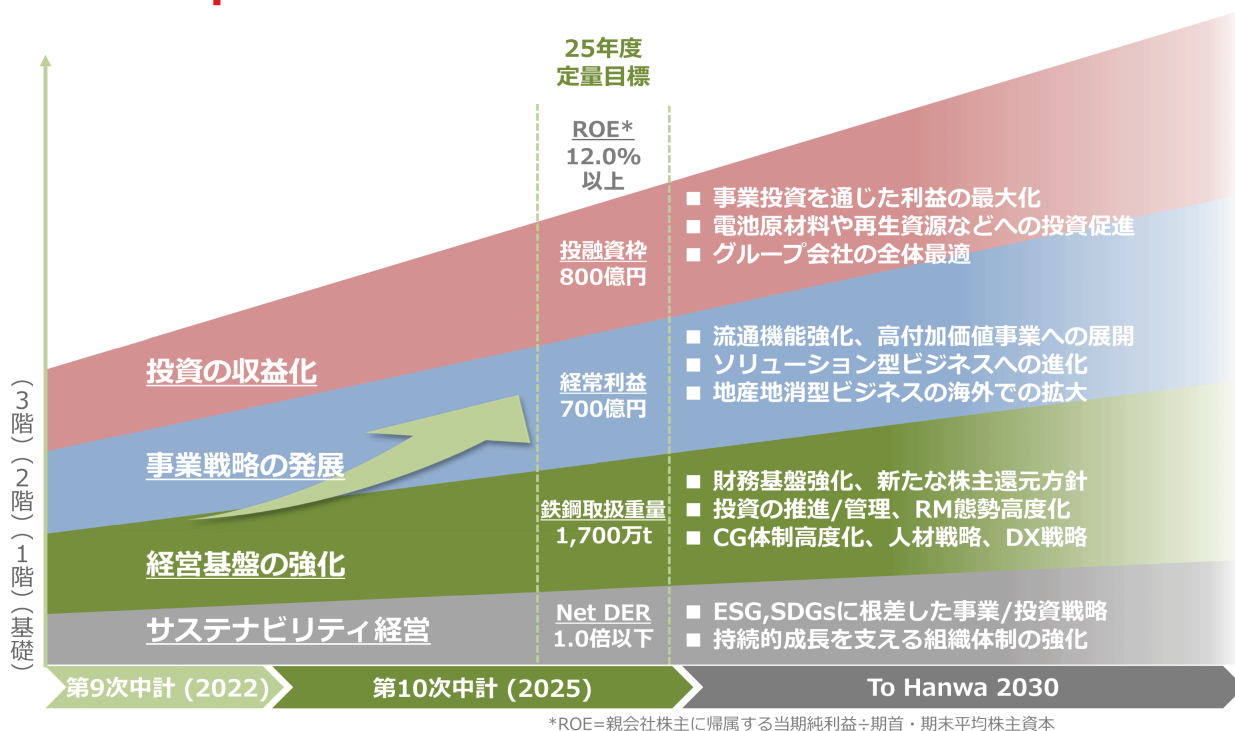 25年度
定量目標
ROE*
12.0%
以上
投融資枠
800億円
経常利益
700億円
鉄鋼取扱重量
1,700万t
Net DER
1.0倍以下
■ 事業投資を通じた利益の最大化
■ 電池原材料や再生資源などへの投資促進
■ グループ会社の全体最適
■ 流通機能強化、高付加価値事業への展開
■ ソリューション型ビジネスへの進化
■ 地産地消型ビジネスの海外での拡大
■ 財務基盤強化、新たな株主還元方針
■ 投資の推進/管理、RM態勢高度化
■ CG体制高度化、人材戦略、DX戦略
■ ESG,SDGsに根差した事業/投資戦略
■ 持続的成長を支える組織体制の強化
投資の収益化
事業戦略の発展
経営基盤の強化
サステナビリティ経営
(3階)
(2階)
(1階)
(基礎)
第9次中計 (2022)
第10次中計 (2025)
To Hanwa 2030
*ROE=親会社株主に帰属する当期純利益÷期首・期末平均株主資本